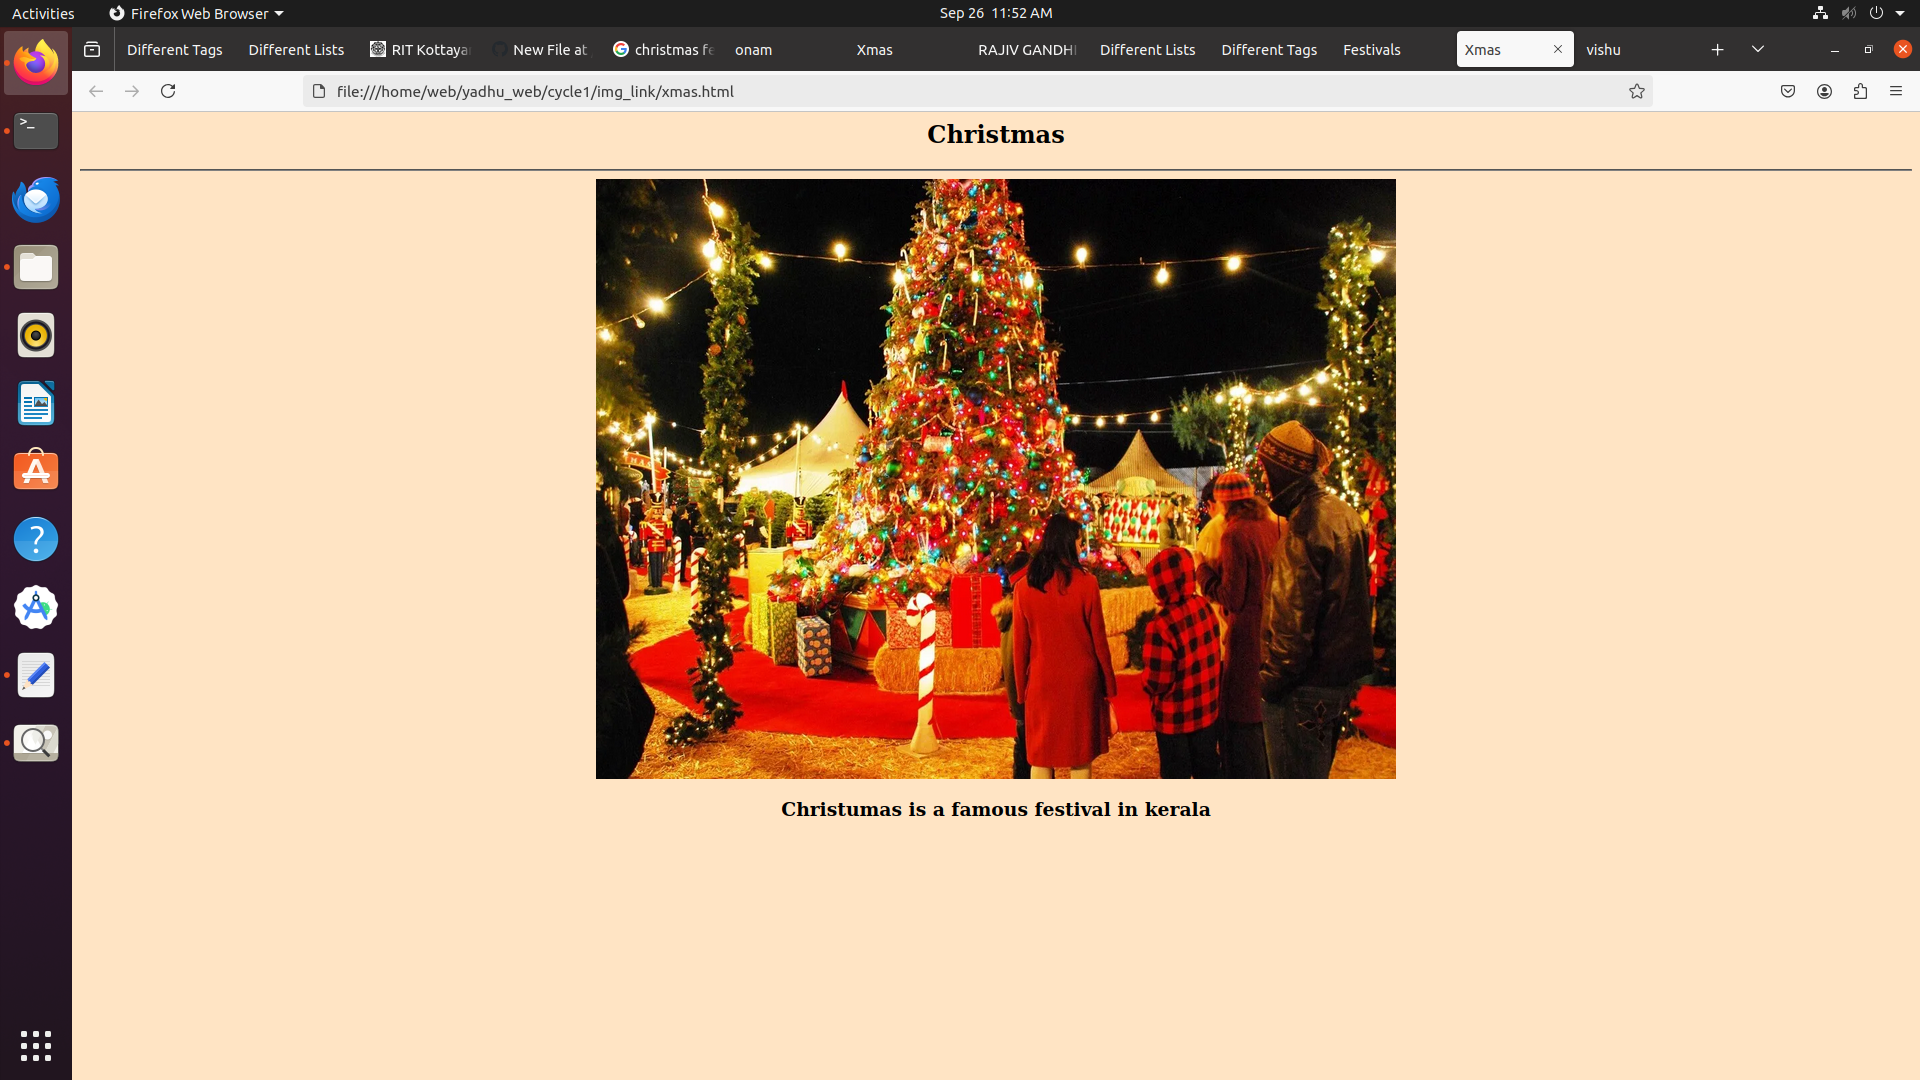 Activities
Firefox Web Browser
Sep 26 11:52 AM
Different Tags
Different Lists
RIT Kottaya
New File at
christmas fe
onam
Xmas
RAJIV GANDHI
Different Lists
Different Tags
Festivals
Xmas
vishu
file:///home/web/yadhu_web/cycle1/img_link/xmas.html
Christmas
Christumas is a famous festival in kerala